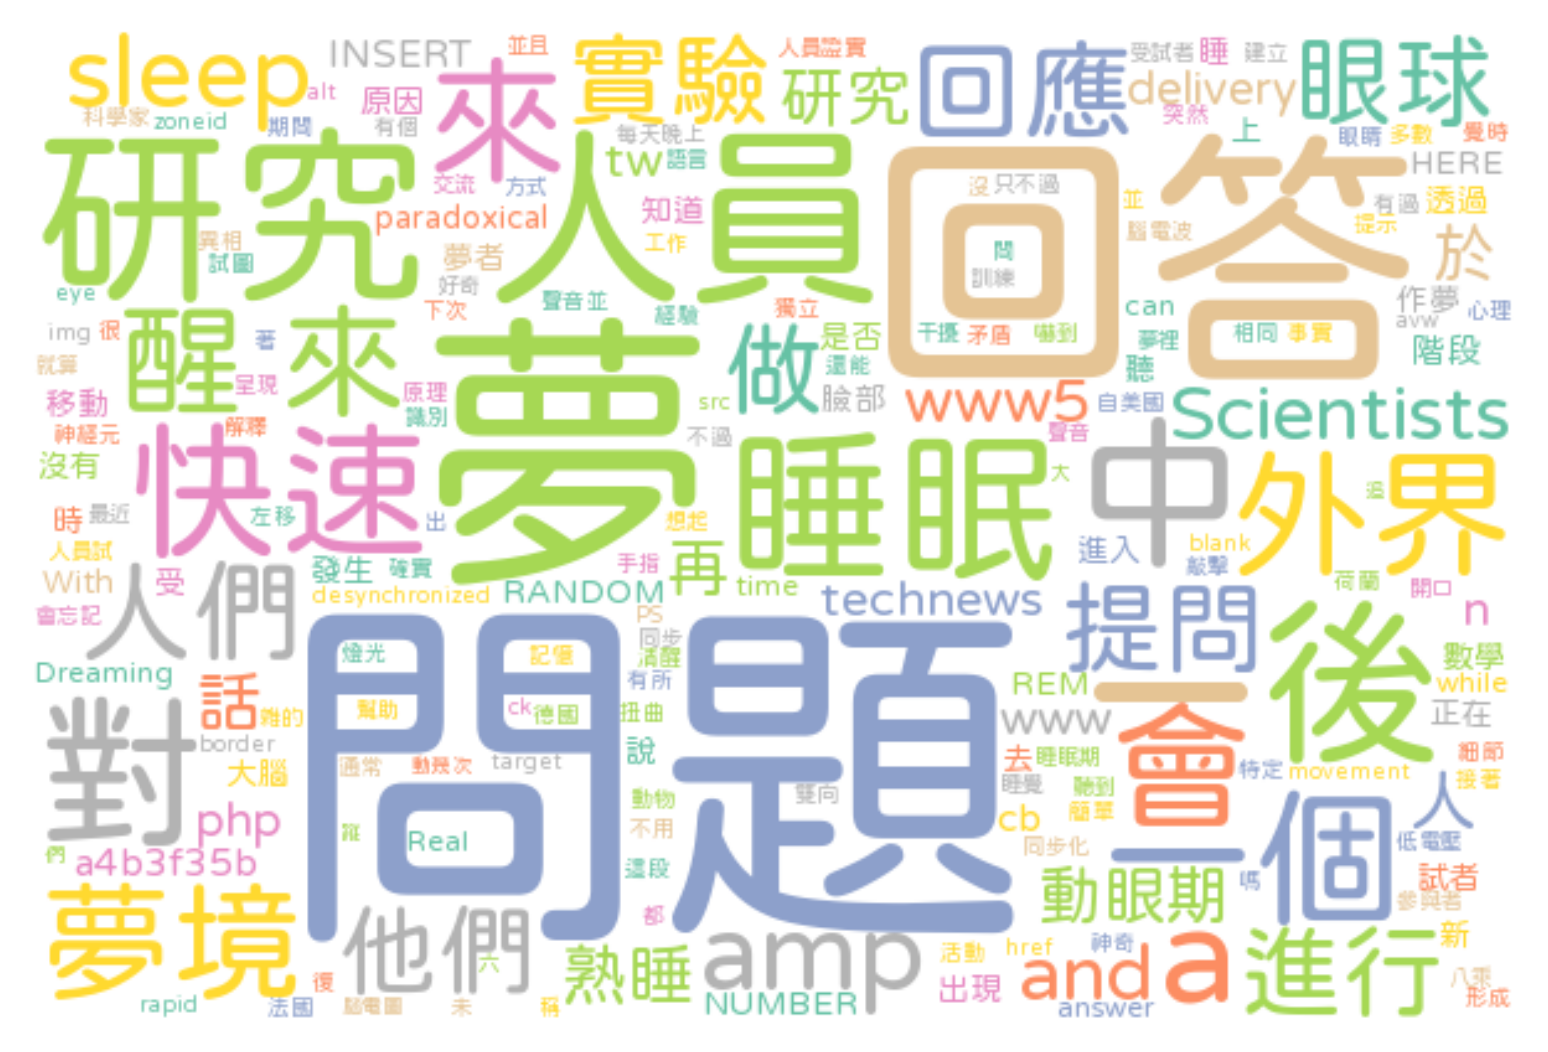 sleep
INSERT
並且
實驗
人員證實
研究
回應
受試者
睡
建立
眼球
科學家
zoneid
alt
原因
來
delivery
突然
期間
有個
每天晚上
上
眼睛
多數
覺時
研究
人員
tw
語言
回答
HERE
交流
方式
沒
只不過
並
有過
透過
paradoxical
知道
腦電波
提示
異相
試圖
夢者
工作
問
於
eye
好奇
聲音並
訓練
作夢
下次
經驗
獨立
can
avw
心理
img
很
醒來
著
夢
做
是否
干擾
矛盾
嚇到
夢裡
相同
事實
階段
就算
呈現
還能
聽
移動
原理
識別
src
臉部
www5
自美國
Scientists
神經元
解釋
不過
聲音
沒有
快速
睡眠
大
中
外界
時
最近
左移
出
想起
追
人員試
再
進入
blank
With
受
發生
確實
手指
敲擊
荷蘭
開口
人們
desynchronized
RANDOM
time
technews
提問
後
n
會忘記
PS
問題
燈光
記憶
同步
清醒
Dreaming
有所
REM
數學
while
對
話
雜的
幫助
ck
德國
扭曲
www
會
正在
border
說
大腦
通常
動幾次
target
去
睡眠期
特定
movement
細節
睡覺
聽到
接著
php
動物
雙向
簡單
個
人
不用
cb
Real
同步化
低電壓
們
a4b3f35b
這段
動眼期
嗎
試者
夢境
他們
都
參與者
六
熟睡
amp
活動
href
神奇
and
a
進行
新
復
出現
八乘
形成
rapid
法國
腦電圖
未
稱
NUMBER
answer